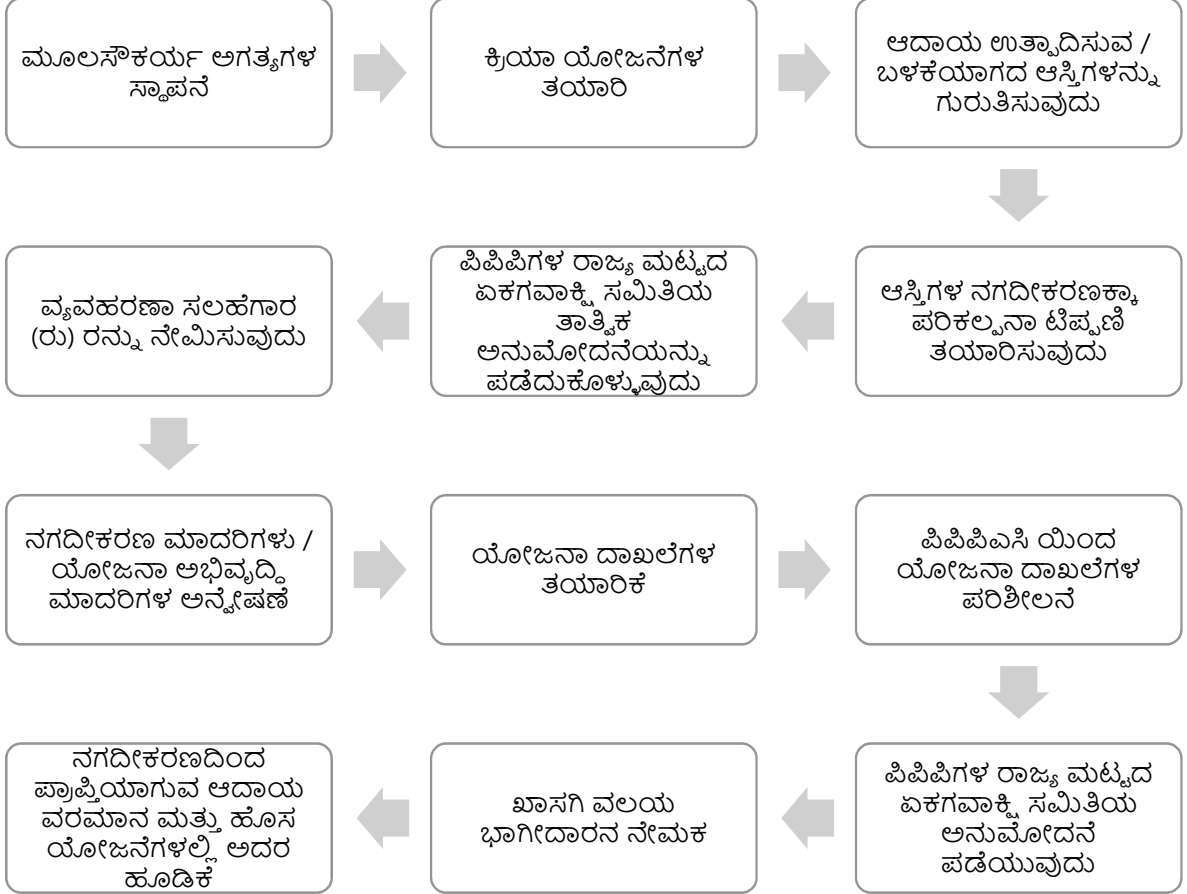 ಮೂಲಸೌಕರ್ಯ ಅಗತ್ಯಗಳ
ಸ್ಥಾಪನೆ
ಕ್ರಿಯಾ ಯೋಜನೆಗಳ
ತಯಾರಿ
ಆದಾಯ ಉತ್ಪಾದಿಸುವ /
ಬಳಕೆಯಾಗದ ಆಸ್ತಿಗಳನ್ನು
ಗುರುತಿಸುವುದು
ಆಸ್ತಿಗಳ ನಗದೀಕರಣಕ್ಕಾ
ಪರಿಕಲ್ಪನಾ ಟಿಪ್ಪಣಿ
ತಯಾರಿಸುವುದು
ಪಿಪಿಪಿಗಳ ರಾಜ್ಯ ಮಟ್ಟದ
ಏಕಗವಾಕ್ಷಿ ಸಮಿತಿಯ
ತಾತ್ವಿಕ
ಅನುಮೋದನೆಯನ್ನು
ಪಡೆದುಕೊಳ್ಳುವುದು
ವ್ಯವಹರಣಾ ಸಲಹೆಗಾರ
(ರು) ರನ್ನು ನೇಮಿಸುವುದು
ನಗದೀಕರಣ ಮಾದರಿಗಳು /
ಯೋಜನಾ ಅಭಿವೃದ್ಧಿ
ಮಾದರಿಗಳ ಅನ್ವೇಷಣೆ
ಯೋಜನಾ ದಾಖಲೆಗಳ
ತಯಾರಿಕೆ
ಪಿಪಿಪಿಎಸಿ ಯಿಂದ
ಯೋಜನಾ ದಾಖಲೆಗಳ
ಪರಿಶೀಲನೆ
ಪಿಪಿಪಿಗಳ ರಾಜ್ಯ ಮಟ್ಟದ
ಏಕಗವಾಕ್ಷಿ ಸಮಿತಿಯ
ಅನುಮೋದನೆ
ಪಡೆಯುವುದು
ಖಾಸಗಿ ವಲಯ
ಭಾಗೀದಾರನ ನೇಮಕ
ನಗದೀಕರಣದಿಂದ
ಪ್ರಾಪ್ತಿಯಾಗುವ ಆದಾಯ
ವರಮಾನ ಮತ್ತು ಹೊಸ
ಯೋಜನೆಗಳಲ್ಲಿ ಅದರ
ಹೂಡಿಕೆ